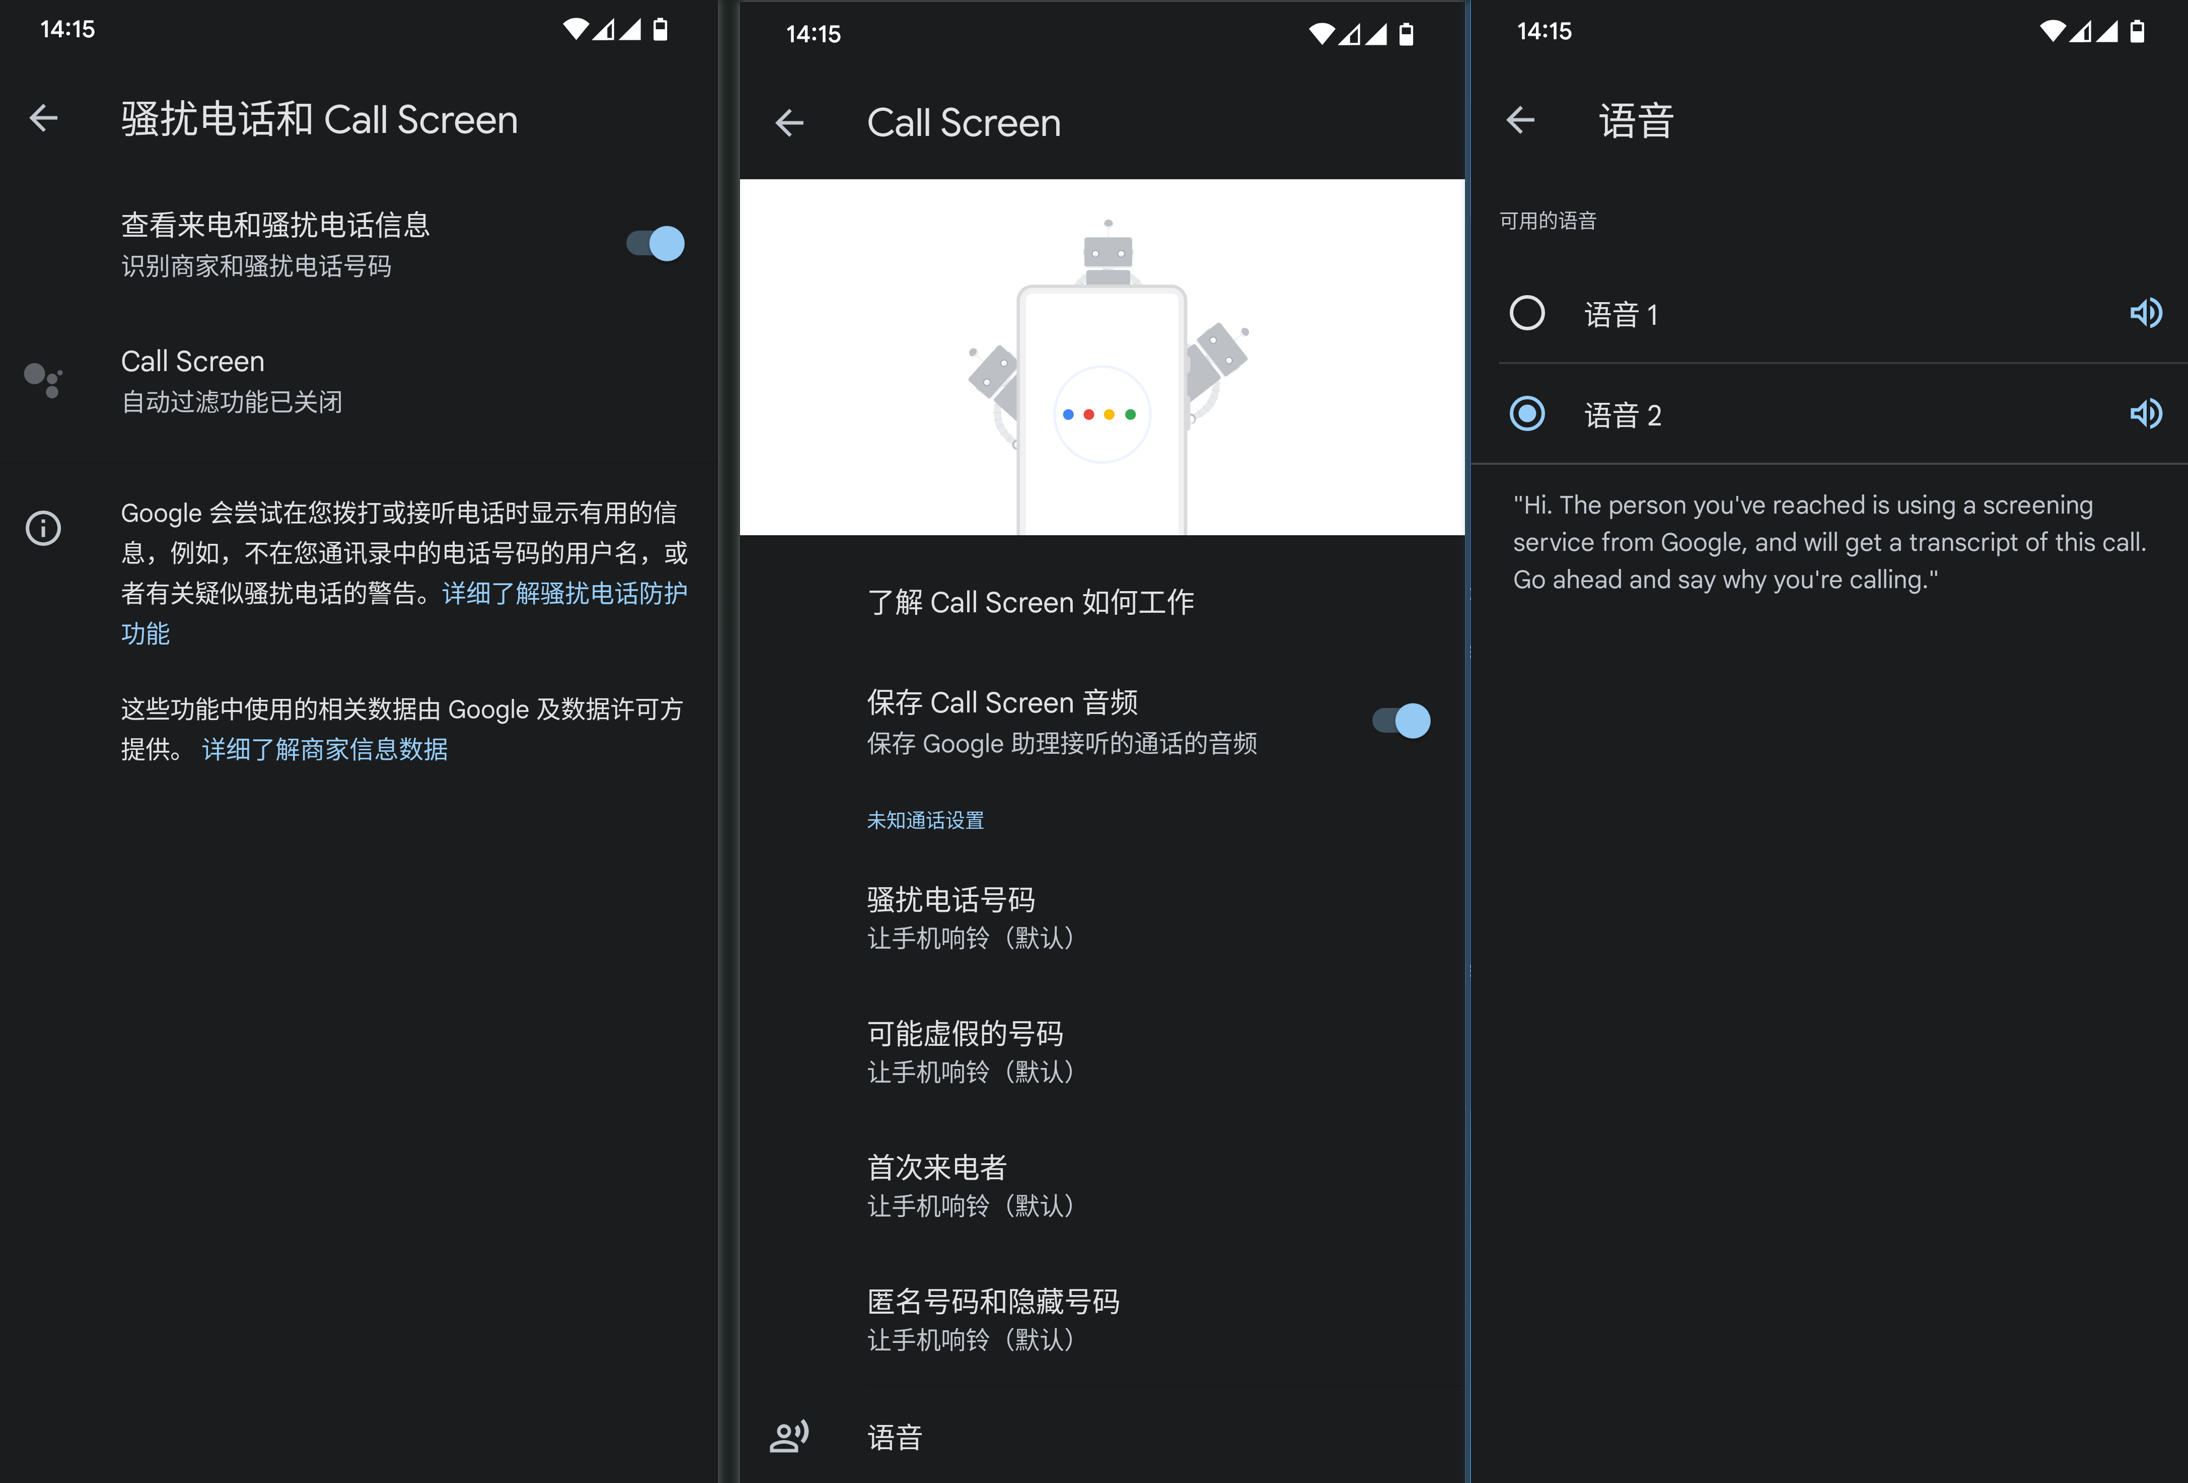 14:15
骚扰电话和 Call Screen
查看来电和骚扰电话信息
识别商家和骚扰电话号码
Call Screen
自动过滤功能已关闭
Google 会尝试在您拨打或接听电话时显示有用的信
息，例如，不在您通讯录中的电话号码的用户名，或
者有关疑似骚扰电话的警告。详细了解骚扰电话防护
功能
这些功能中使用的相关数据由 Google 及数据许可方
提供。 详细了解商家信息数据
14:15
Call Screen
了解 Call Screen 如何工作
保存 Call Screen 音频
保存 Google 助理接听的通话的音频
未知通话设置
骚扰电话号码
让手机响铃（默认）
可能虚假的号码
让手机响铃（默认）
首次来电者
让手机响铃（默认）
匿名号码和隐藏号码
让手机响铃（默认）
语音
14:15
语音
可用的语音
语音 1
语音 2
"Hi. The person you've reached is using a screening
service from Google, and will get a transcript of this call.
Go ahead and say why you're calling."